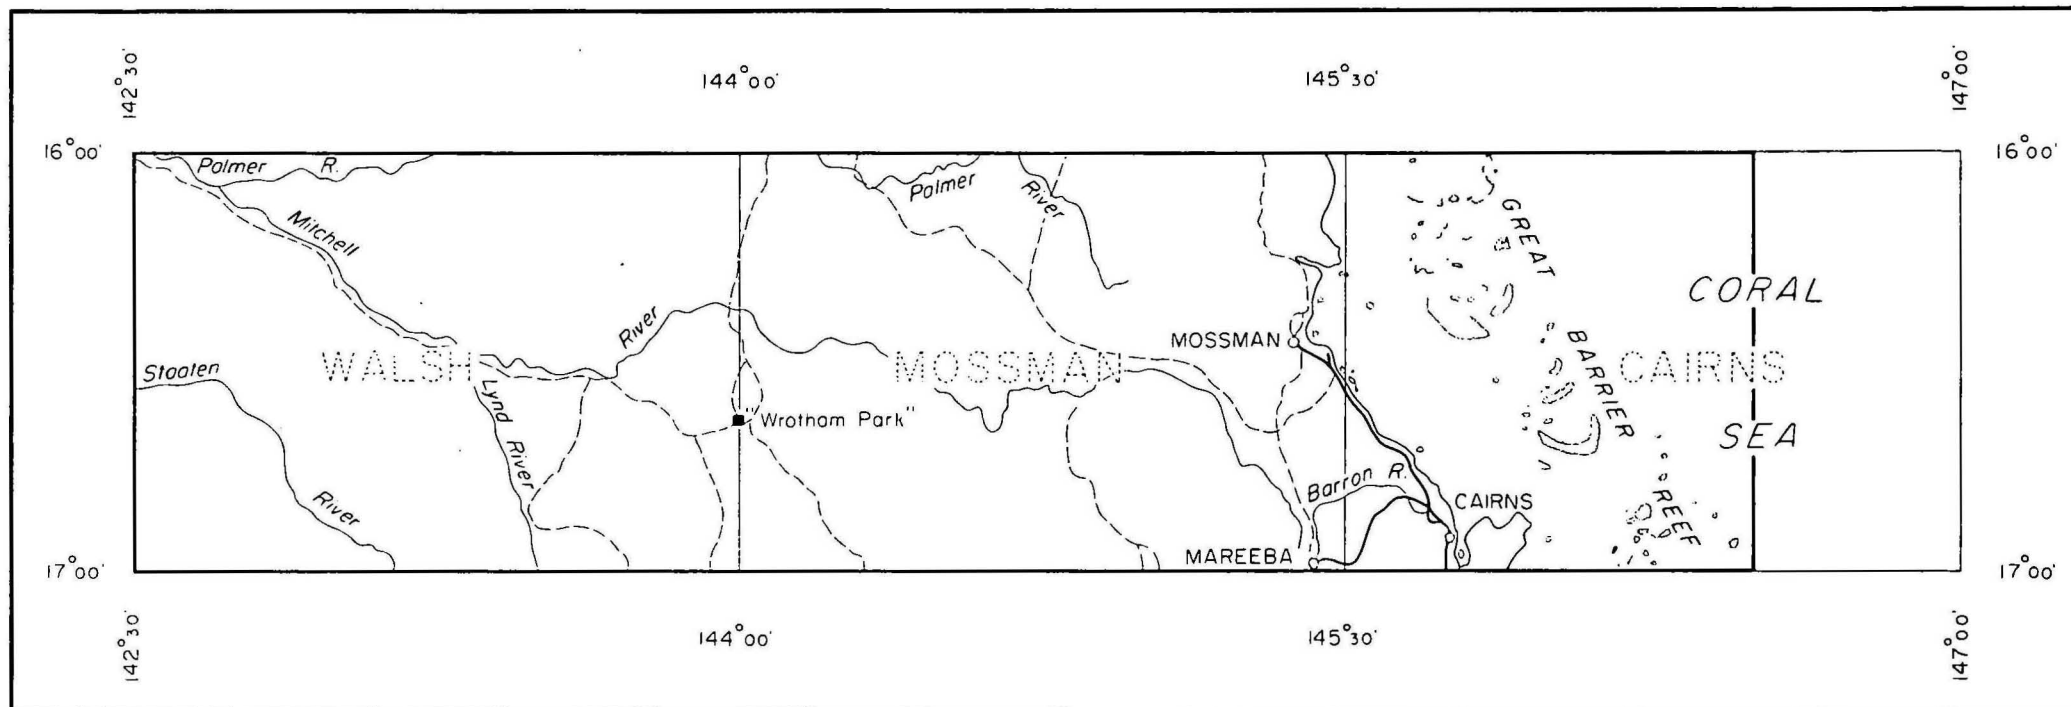 142°30'
144°00'
145°30'
147°00'
16°00'
16°00'
Palmer R.
Palmer
River
Mitchell
River
GREAT
BARRIER
REEF
CORAL
SEA
MOSSMAN
WALSH
MOSSMAN
CAIRNS
Staaten
River
Lynd River
"Wrotham Park"
Barron R.
CAIRNS
MAREEBA
17°00'
17°00'
142°30'
144°00'
145°30'
147°00'